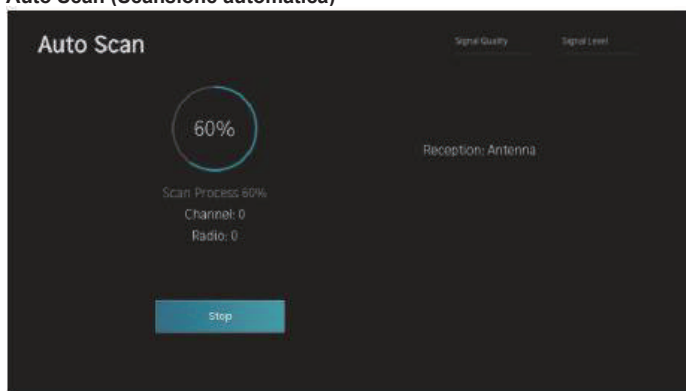 Auto Scan (Scansione automatica)
Auto Scan
Signal Quality
Signal Level
60%
Reception: Antenna
Scan Process 60%
Channel: 0
Radio: 0
Stop